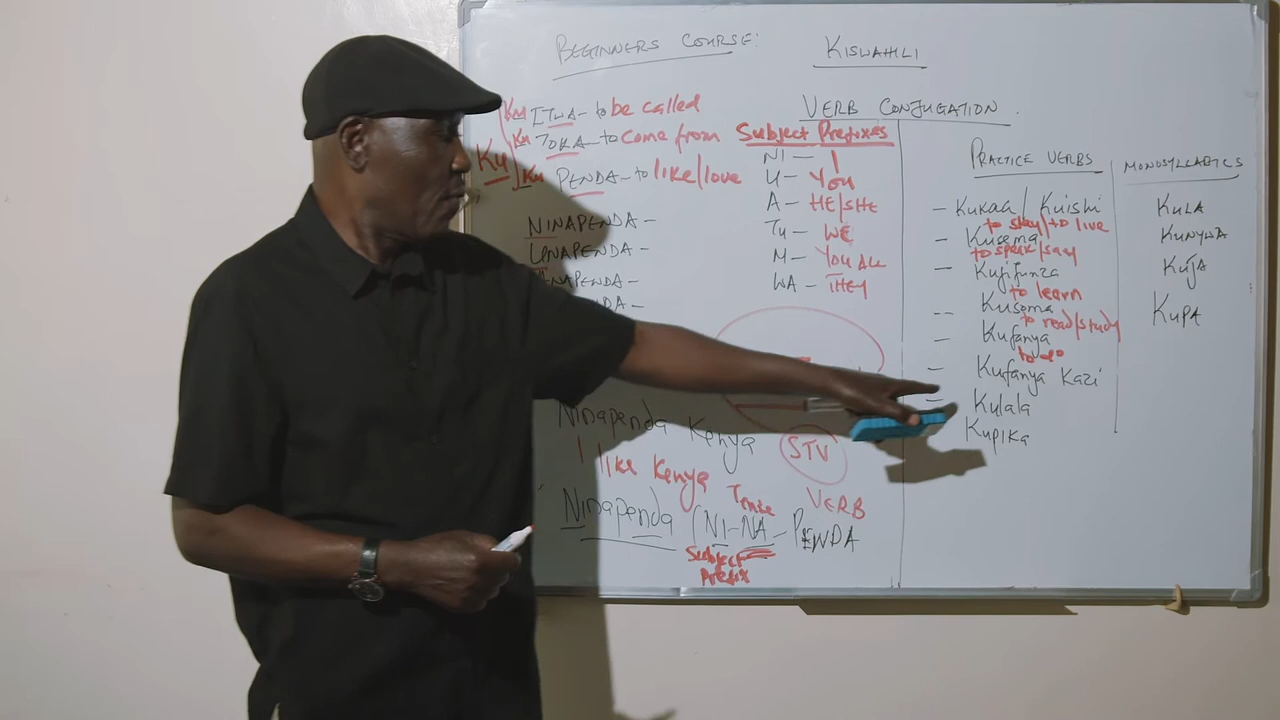 BEGINNERS COURSE: KISWAHILI
VERB CONJUGATION.
Ku ITWA - to be called
Ku TOKA - to come from
Ku
Ku PENDA - to like/love
NINAPENDA -
UNAPENDA -
ANAPENDA -
Subject Prefixes
NI - I
U - YOU
A - HE/SHE
TU - WE
M - YOU ALL
WA - THEY
PRACTICE VERBS
- Kukaa / Kuishi
to stay/to live
- Kusema
to speak/say
- Kujifunza
to learn
-- Kusoma
to read/study
- Kufanya
to do
- Kufanya Kazi
- Kulala
Kupika
MONOSYLLABICS
KULA
KUNYWA
KUJA
KUPA
Ninapenda Kenya
I like Kenya
STV
Tense VERB
Ninapenda (NI-NA-PENDA
Subject
Prefix